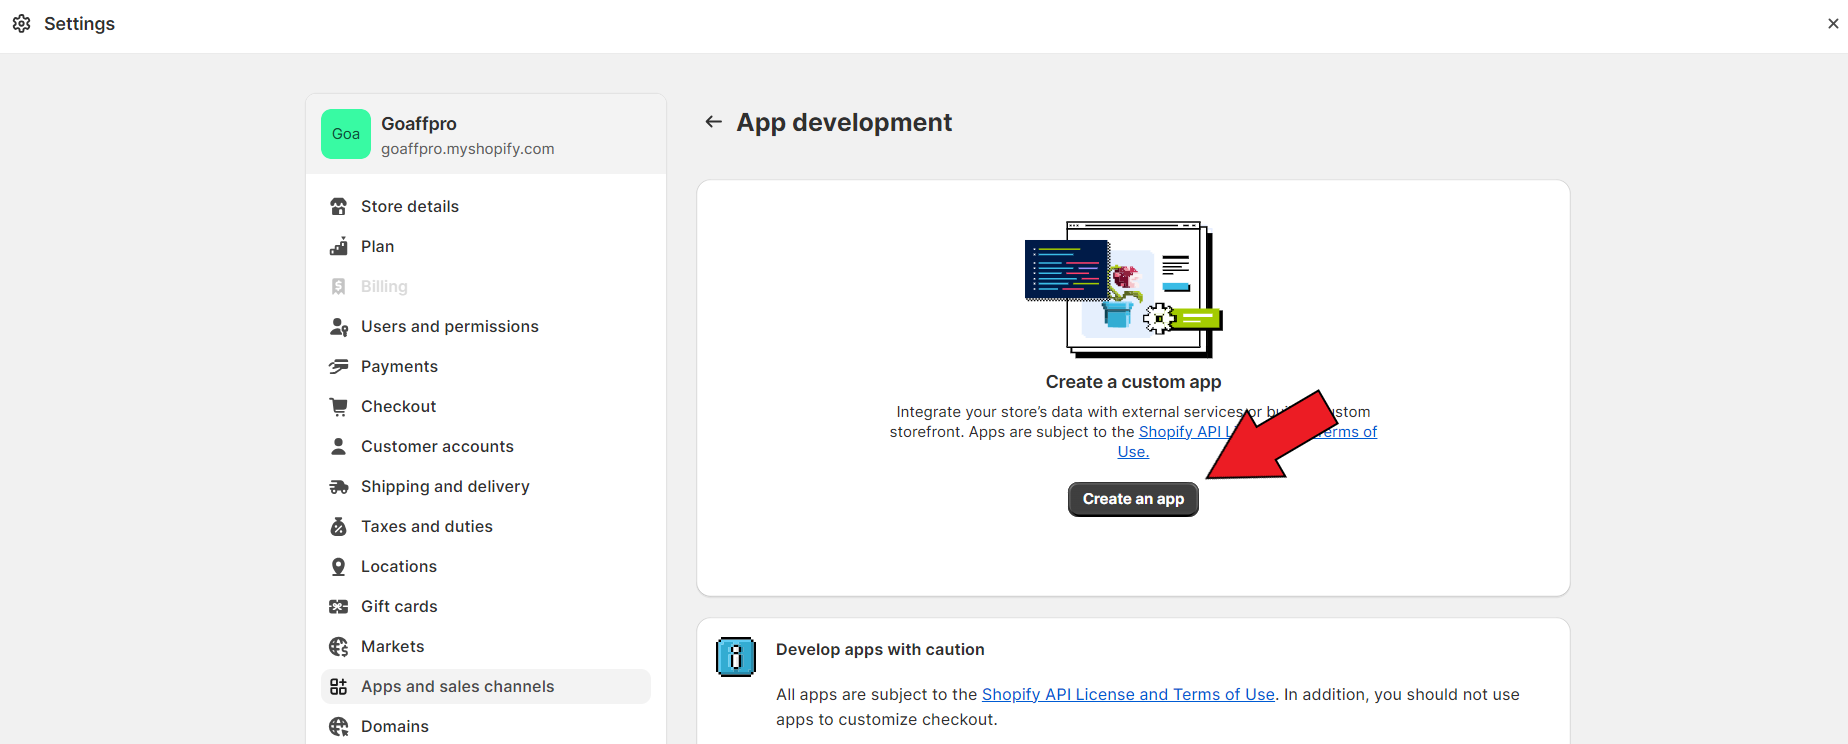 Settings
Goa
Goaffpro
goaffpro.myshopify.com
Store details
Plan
Billing
Users and permissions
Payments
Checkout
Customer accounts
Shipping and delivery
Taxes and duties
Locations
Gift cards
Markets
Apps and sales channels
Domains
App development
Create a custom app
Integrate your store’s data with external services or custom
storefront. Apps are subject to the Shopify API Terms of
Use.
Create an app
Develop apps with caution
All apps are subject to the Shopify API License and Terms of Use. In addition, you should not use
apps to customize checkout.